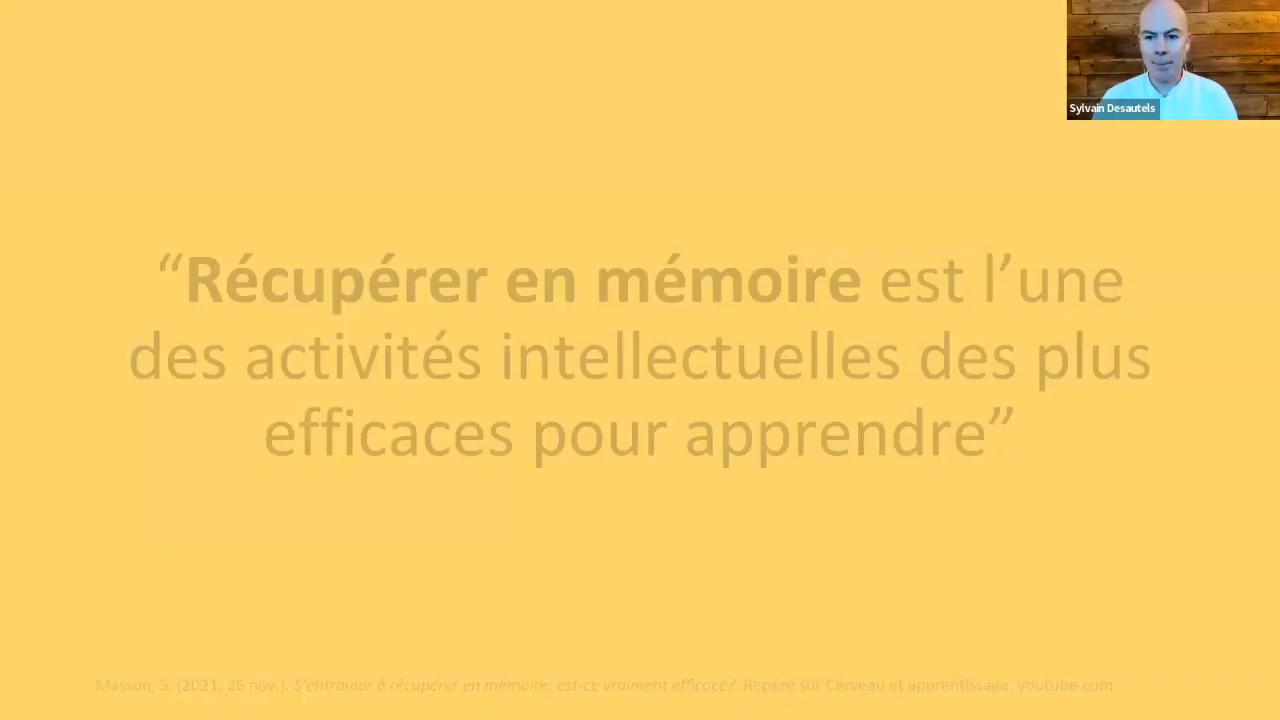 Sylvain Desautels
“Récupérer en mémoire est l’une
des activités intellectuelles des plus
efficaces pour apprendre”
Masson, S. (2021, 26 nov.). S’entrainer à récupérer en mémoire: est-ce vraiment efficace? Repéré sur Cerveau et apprentissage, youtube.com